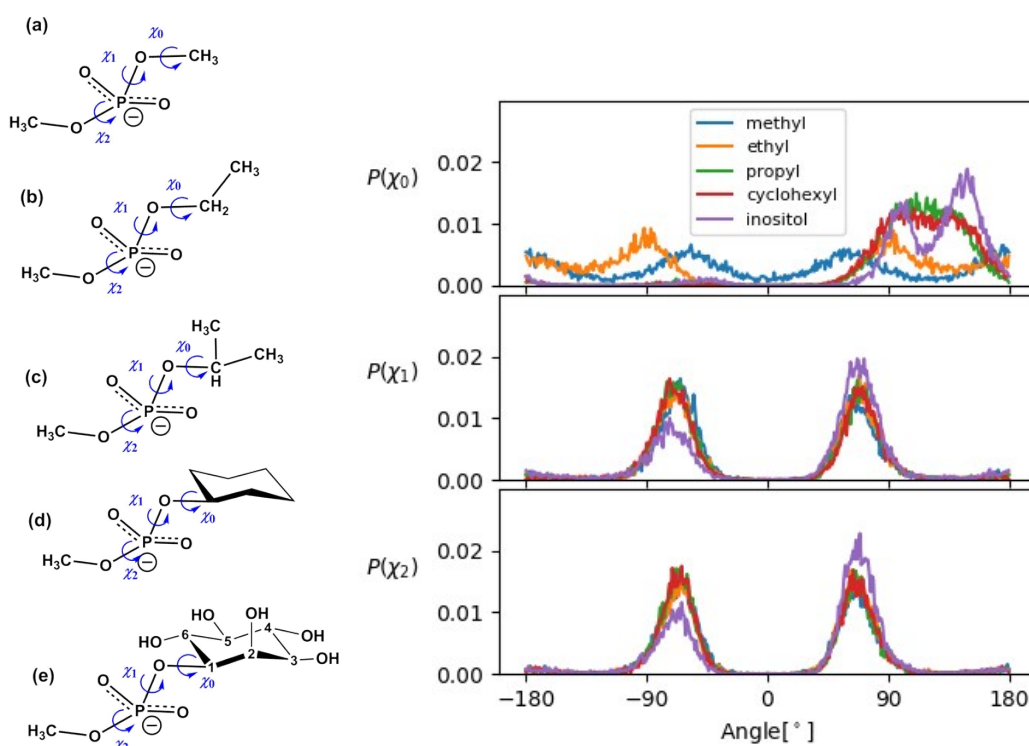 (a)
χ0
χ1
O
CH3
O
P
O
H3C
O
χ2
(b)
CH3
χ0
χ1
O
CH2
O
P
O
H3C
O
χ2
(c)
H3C
CH3
χ0
χ1
O
C
H
O
P
O
H3C
O
χ2
(d)
χ1
O
χ0
O
P
O
H3C
O
χ2
(e)
HO
OH
HO
6
5
4
OH
1
2
3
OH
O
χ1
χ0
O
P
O
H3C
O
χ2
methyl
ethyl
propyl
cyclohexyl
inositol
P(χ0)
0.02
0.01
0.00
P(χ1)
0.02
0.01
0.00
P(χ2)
0.02
0.01
0.00
−180
−90
0
90
180
Angle[°]